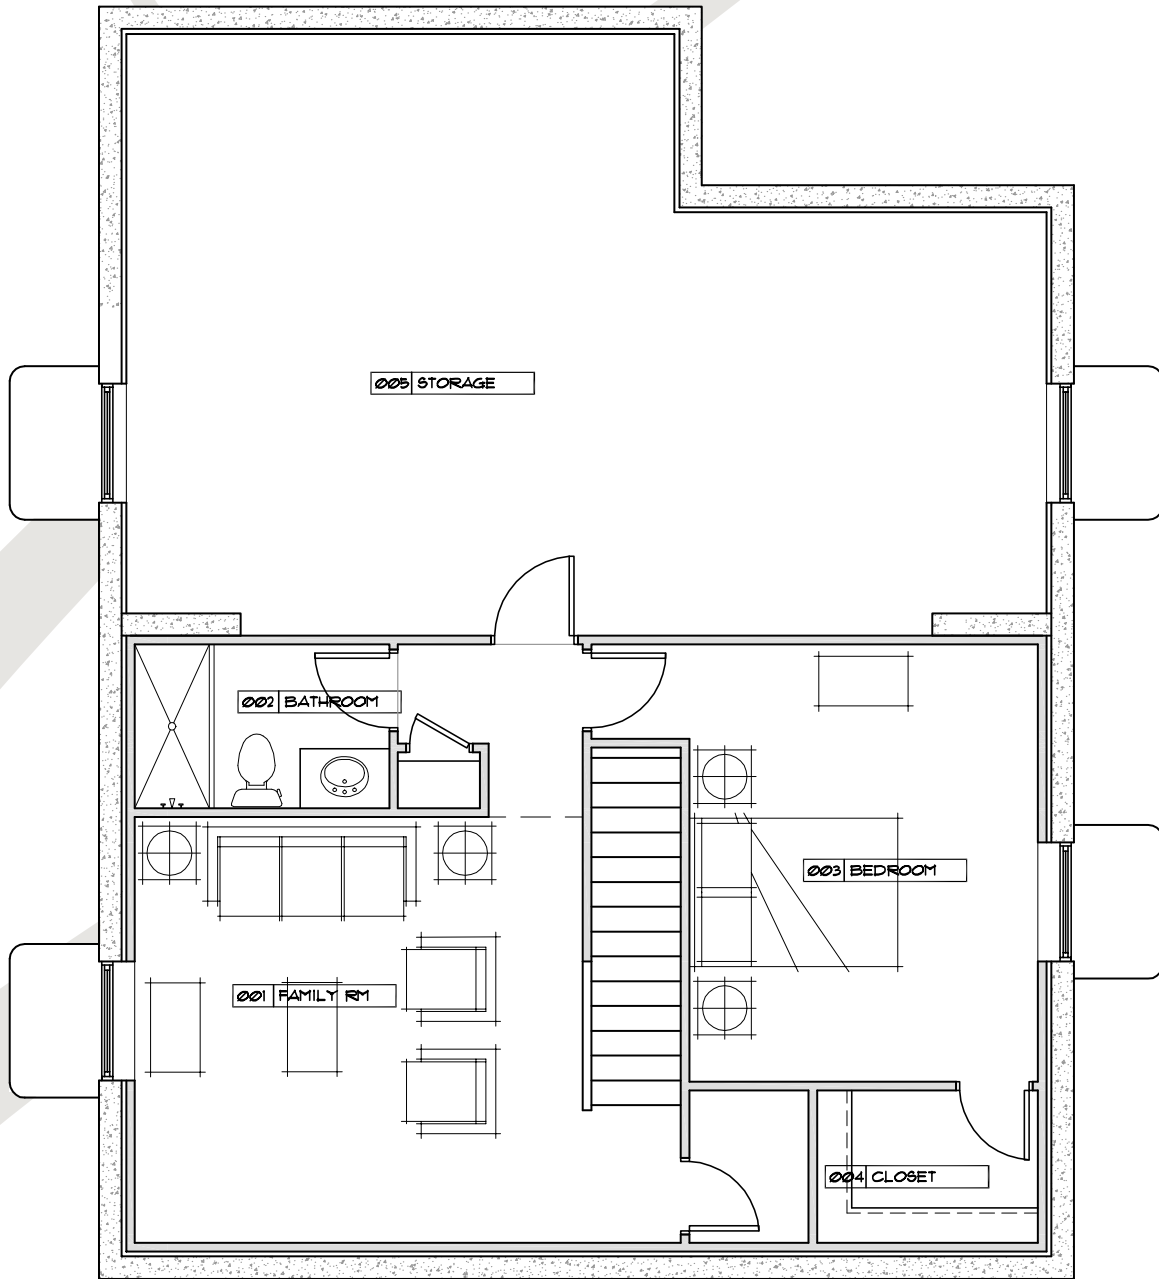 005 STORAGE
002 BATHROOM
003 BEDROOM
001 FAMILY RM
004 CLOSET